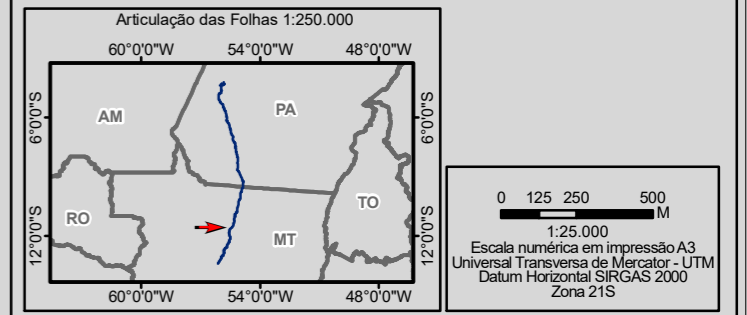 Articulação das Folhas 1:250.000
60°0'0"W 54°0'0"W 48°0'0"W
6°0'0"S 6°0'0"S
AM PA
RO MT TO
12°0'0"S 12°0'0"S
60°0'0"W 54°0'0"W 48°0'0"W
0 125 250 500
M
1:25.000
Escala numérica em impressão A3
Universal Transversa de Mercator - UTM
Datum Horizontal SIRGAS 2000
Zona 21S